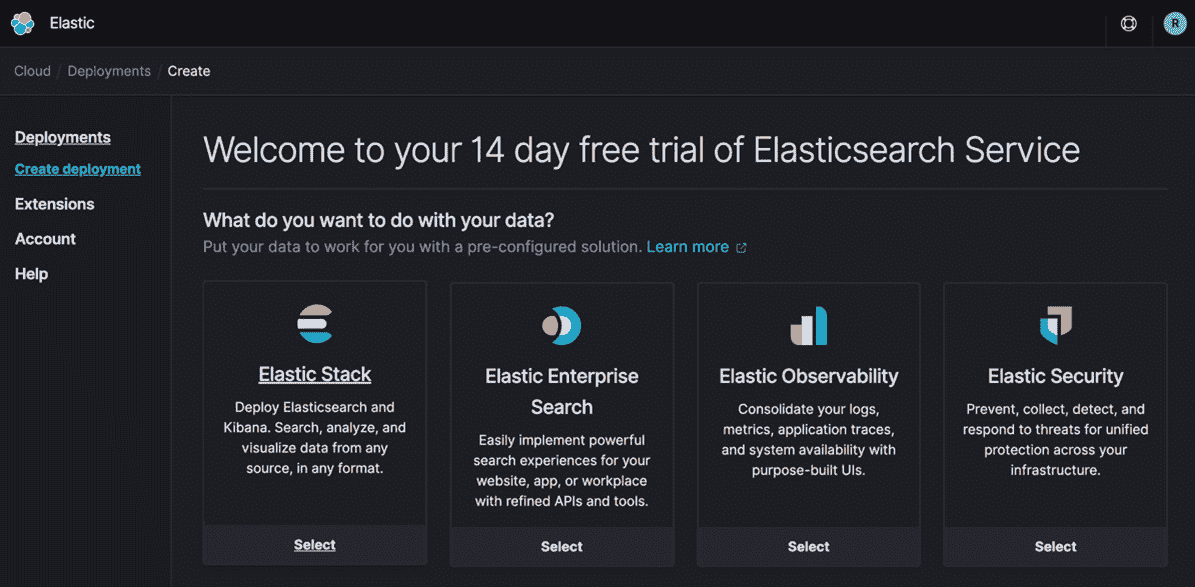 Elastic
R
Cloud / Deployments / Create
Deployments
Create deployment
Extensions
Account
Help
Welcome to your 14 day free trial of Elasticsearch Service
What do you want to do with your data?
Put your data to work for you with a pre-configured solution. Learn more
Elastic Stack
Deploy Elasticsearch and
Kibana. Search, analyze, and
visualize data from any
source, in any format.
Select
Elastic Enterprise
Search
Easily implement powerful
search experiences for your
website, app, or workplace
with refined APIs and tools.
Select
Elastic Observability
Consolidate your logs,
metrics, application traces,
and system availability with
purpose-built UIs.
Select
Elastic Security
Prevent, collect, detect, and
respond to threats for unified
protection across your
infrastructure.
Select